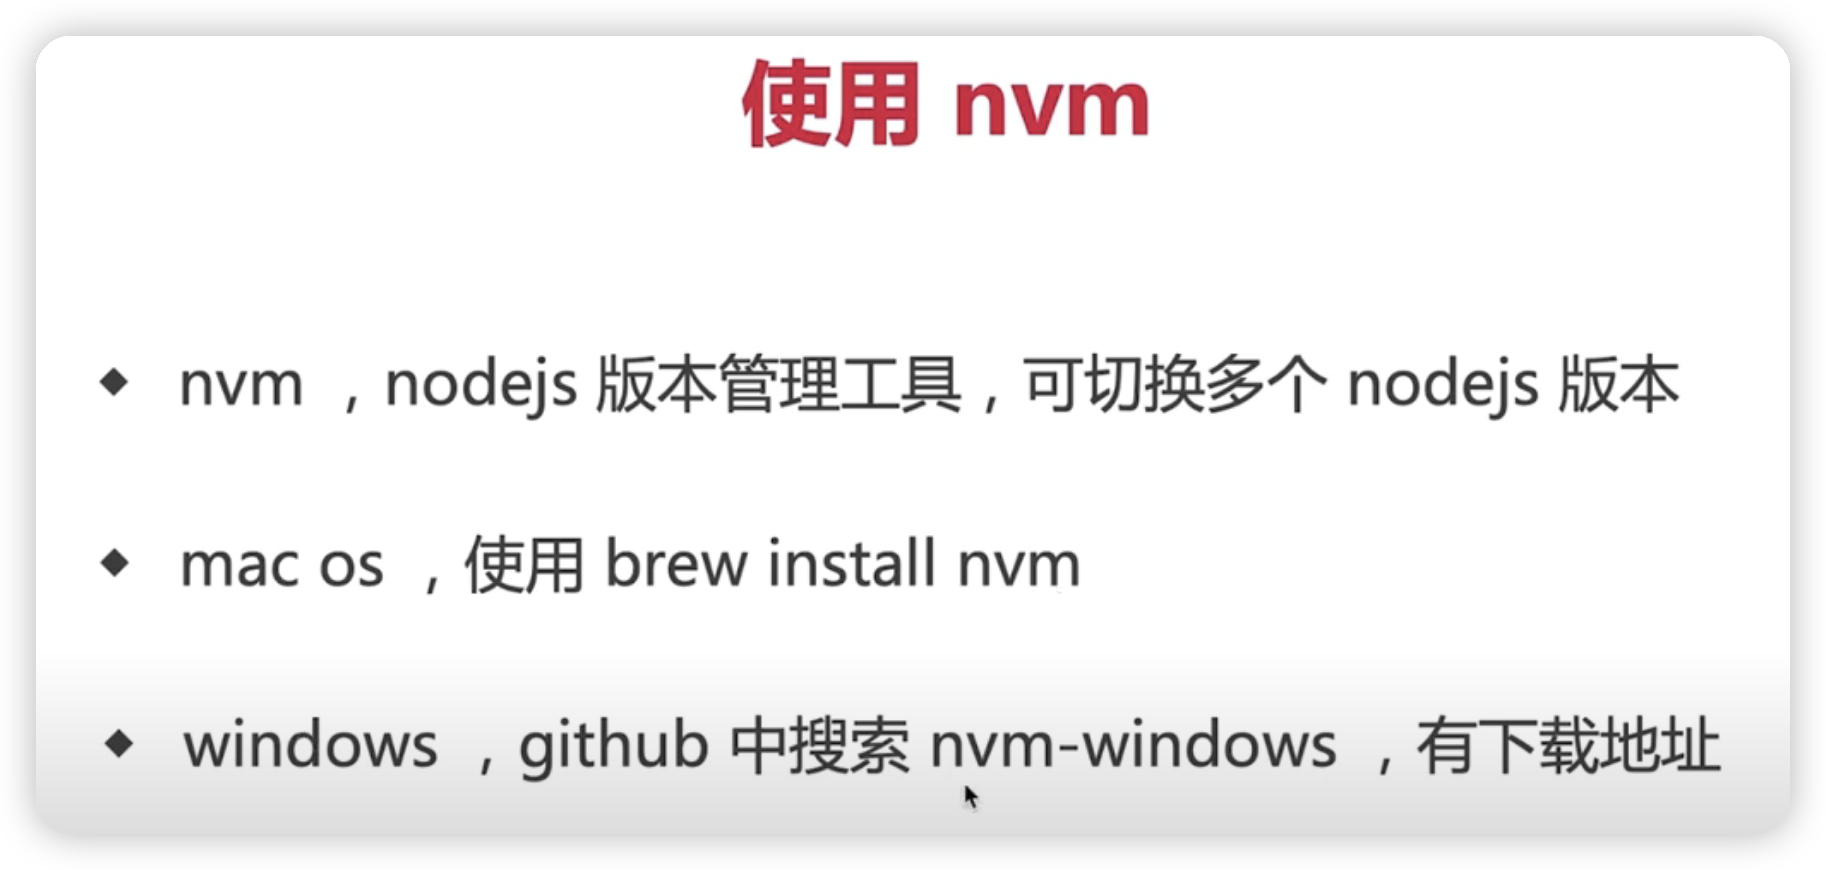 使用 nvm
◆ nvm ，nodejs 版本管理工具，可切换多个 nodejs 版本
◆ mac os ，使用 brew install nvm
◆ windows ，github 中搜索 nvm-windows ，有下载地址